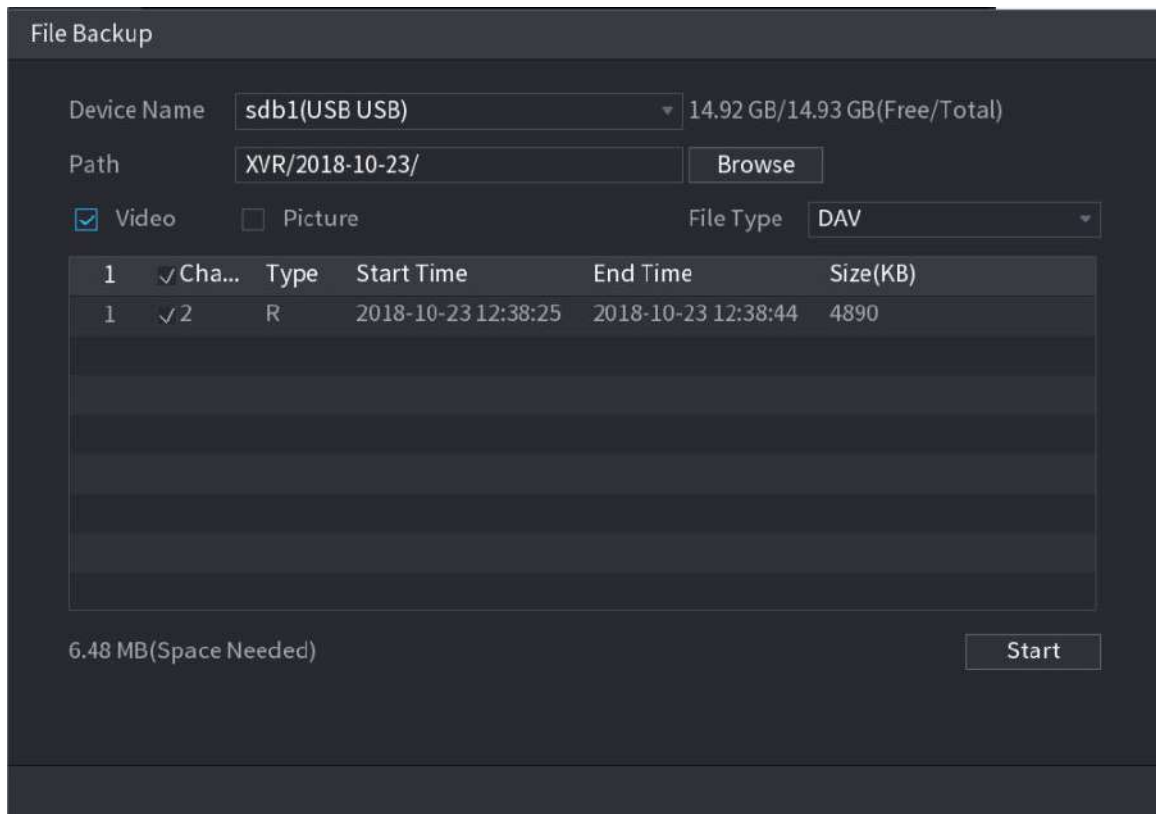 File Backup
Device Name sdb1(USB USB) 14.92 GB/14.93 GB(Free/Total)
Path XVR/2018-10-23/ Browse
Video Picture File Type DAV
1 Cha... Type Start Time End Time Size(KB)
1 2 R 2018-10-23 12:38:25 2018-10-23 12:38:44 4890
6.48 MB(Space Needed) Start